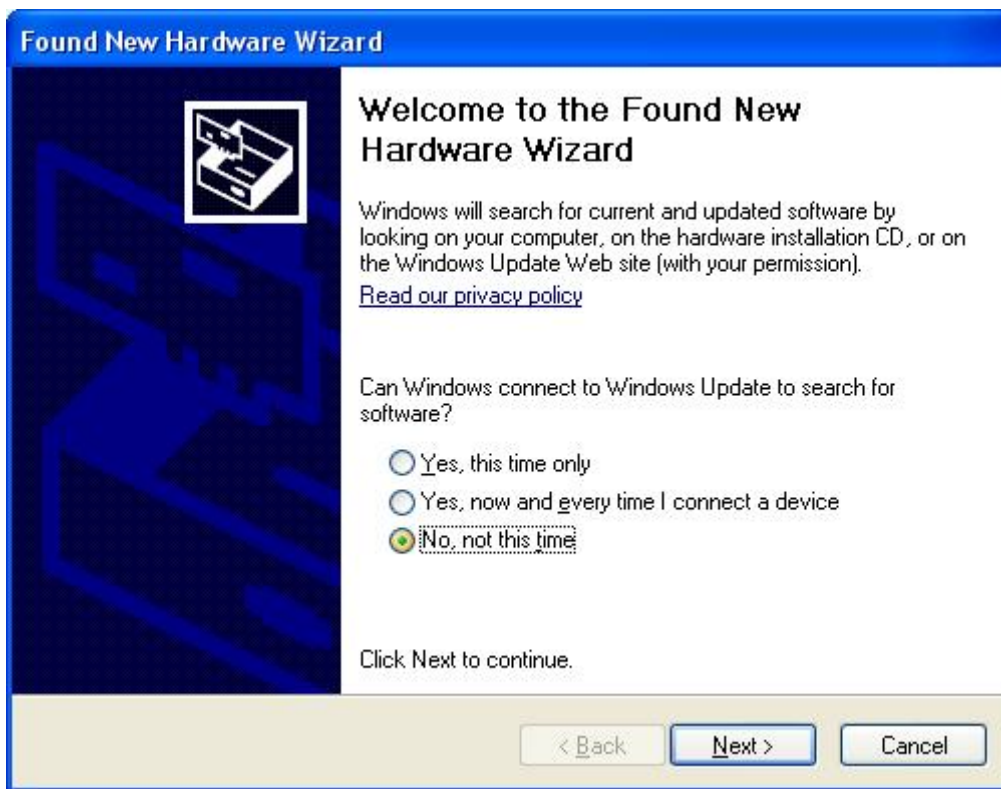 Found New Hardware Wizard
Welcome to the Found New
Hardware Wizard
Windows will search for current and updated software by
looking on your computer, on the hardware installation CD, or on
the Windows Update Web site (with your permission).
Read our privacy policy
Can Windows connect to Windows Update to search for
software?
Yes, this time only
Yes, now and every time I connect a device
No, not this time
Click Next to continue.
< Back
Next >
Cancel